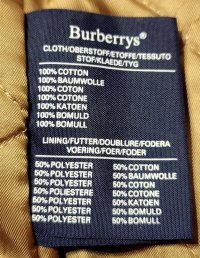 Burberrys®
CLOTH/OBERSTOFF/ETOFFE/TESSUTO
STOF/KLAEDE/TYG
100% COTTON
100% BAUMWOLLE
100% COTON
100% COTONE
100% KATOEN
100% BOMULD
100% BOMULL
LINING/FUTTER/DOUBLURE/FODERA
VOERING/FOER/FODER
50% POLYESTER 50% COTTON
50% POLYESTER 50% BAUMWOLLE
50% POLYESTER 50% COTON
50% POLIESTERE 50% COTONE
50% POLYESTER 50% KATOEN
50% POLYESTER 50% BOMULD
50% POLYESTER 50% BOMULL